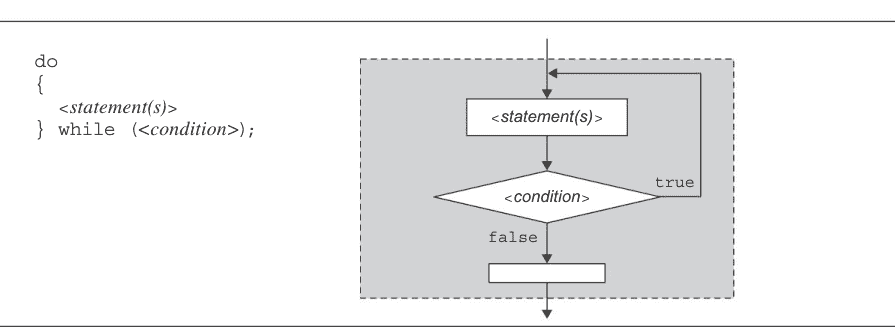 do
{
<statement(s)>
} while (<condition>);
<statement(s)>
<condition>
true
false